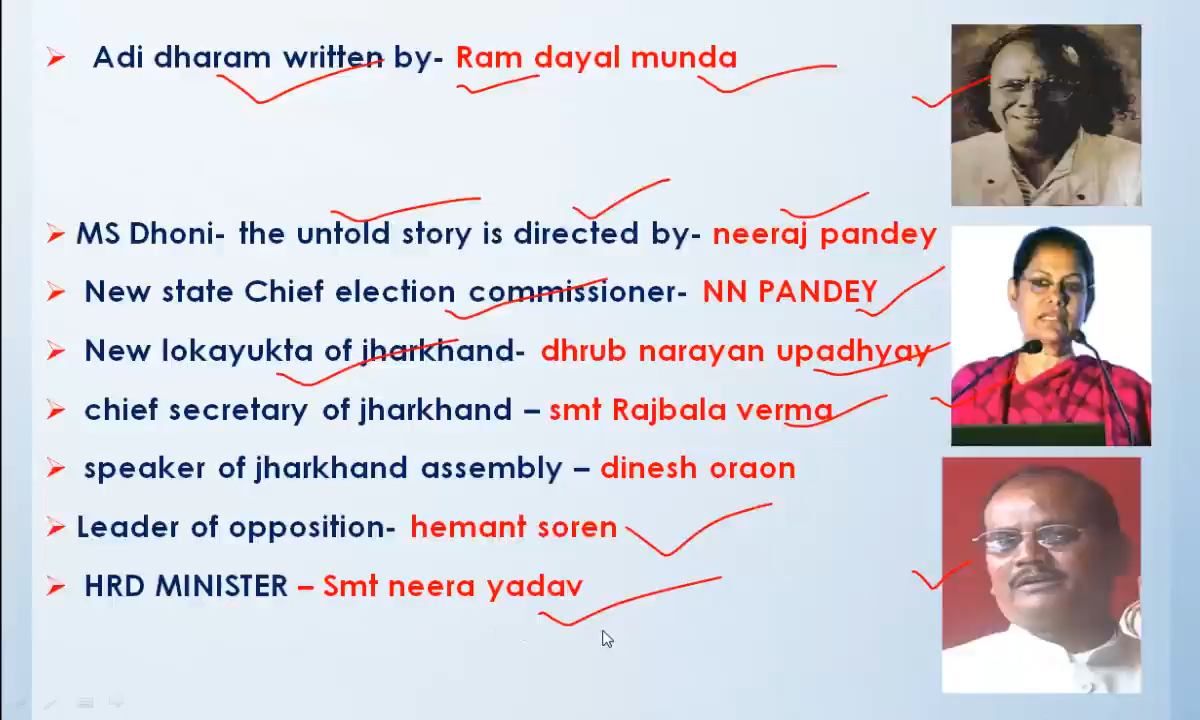 Adi dharam written by- Ram dayal munda
MS Dhoni- the untold story is directed by- neeraj pandey
New state Chief election commissioner- NN PANDEY
New lokayukta of jharkhand- dhrub narayan upadhyay
chief secretary of jharkhand – smt Rajbala verma
speaker of jharkhand assembly – dinesh oraon
Leader of opposition- hemant soren
HRD MINISTER – Smt neera yadav